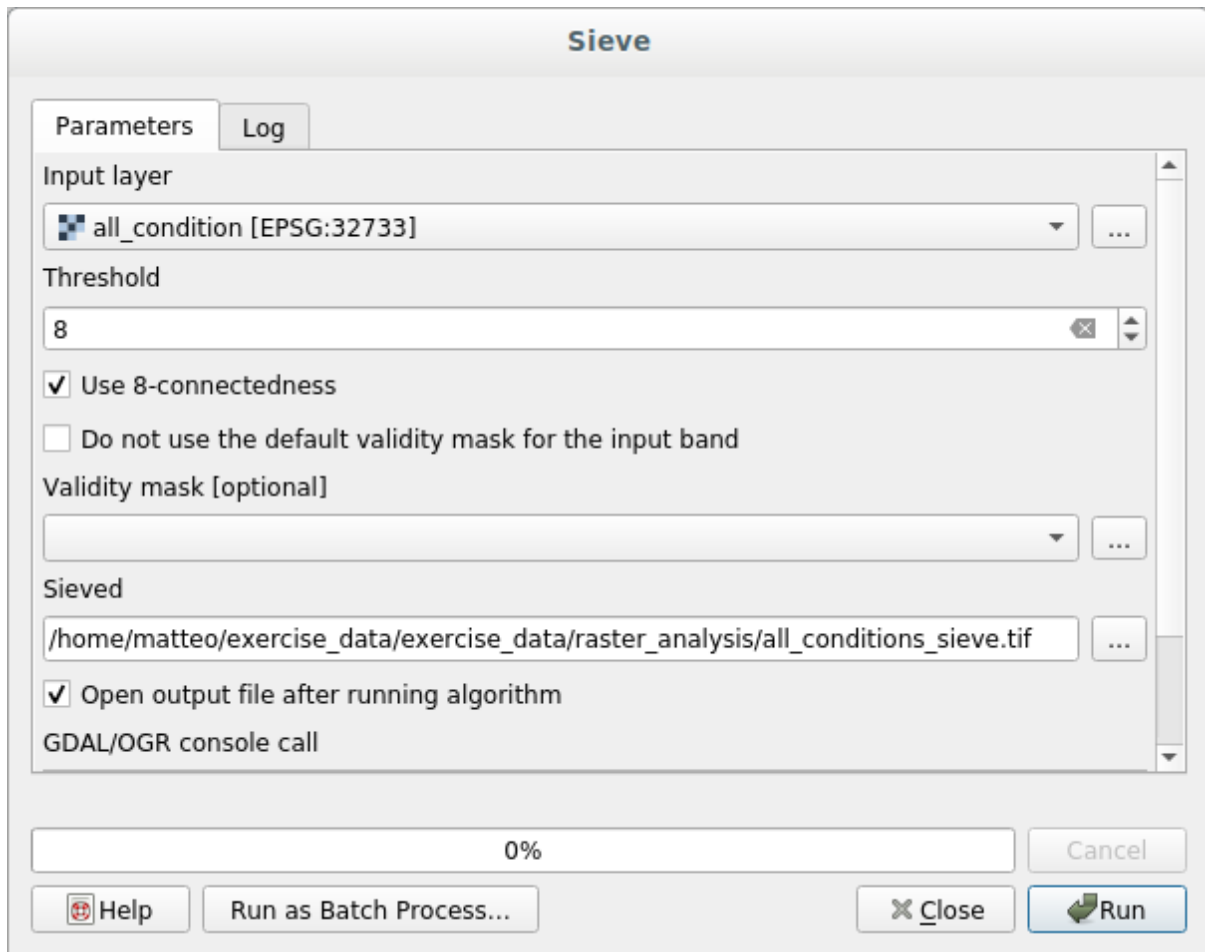 Sieve
Parameters
Log
Input layer
all_condition [EPSG:32733]
...
Threshold
8
Use 8-connectedness
Do not use the default validity mask for the input band
Validity mask [optional]
...
Sieved
/home/matteo/exercise_data/exercise_data/raster_analysis/all_conditions_sieve.tif
...
Open output file after running algorithm
GDAL/OGR console call
0%
Cancel
Help
Run as Batch Process...
Close
Run